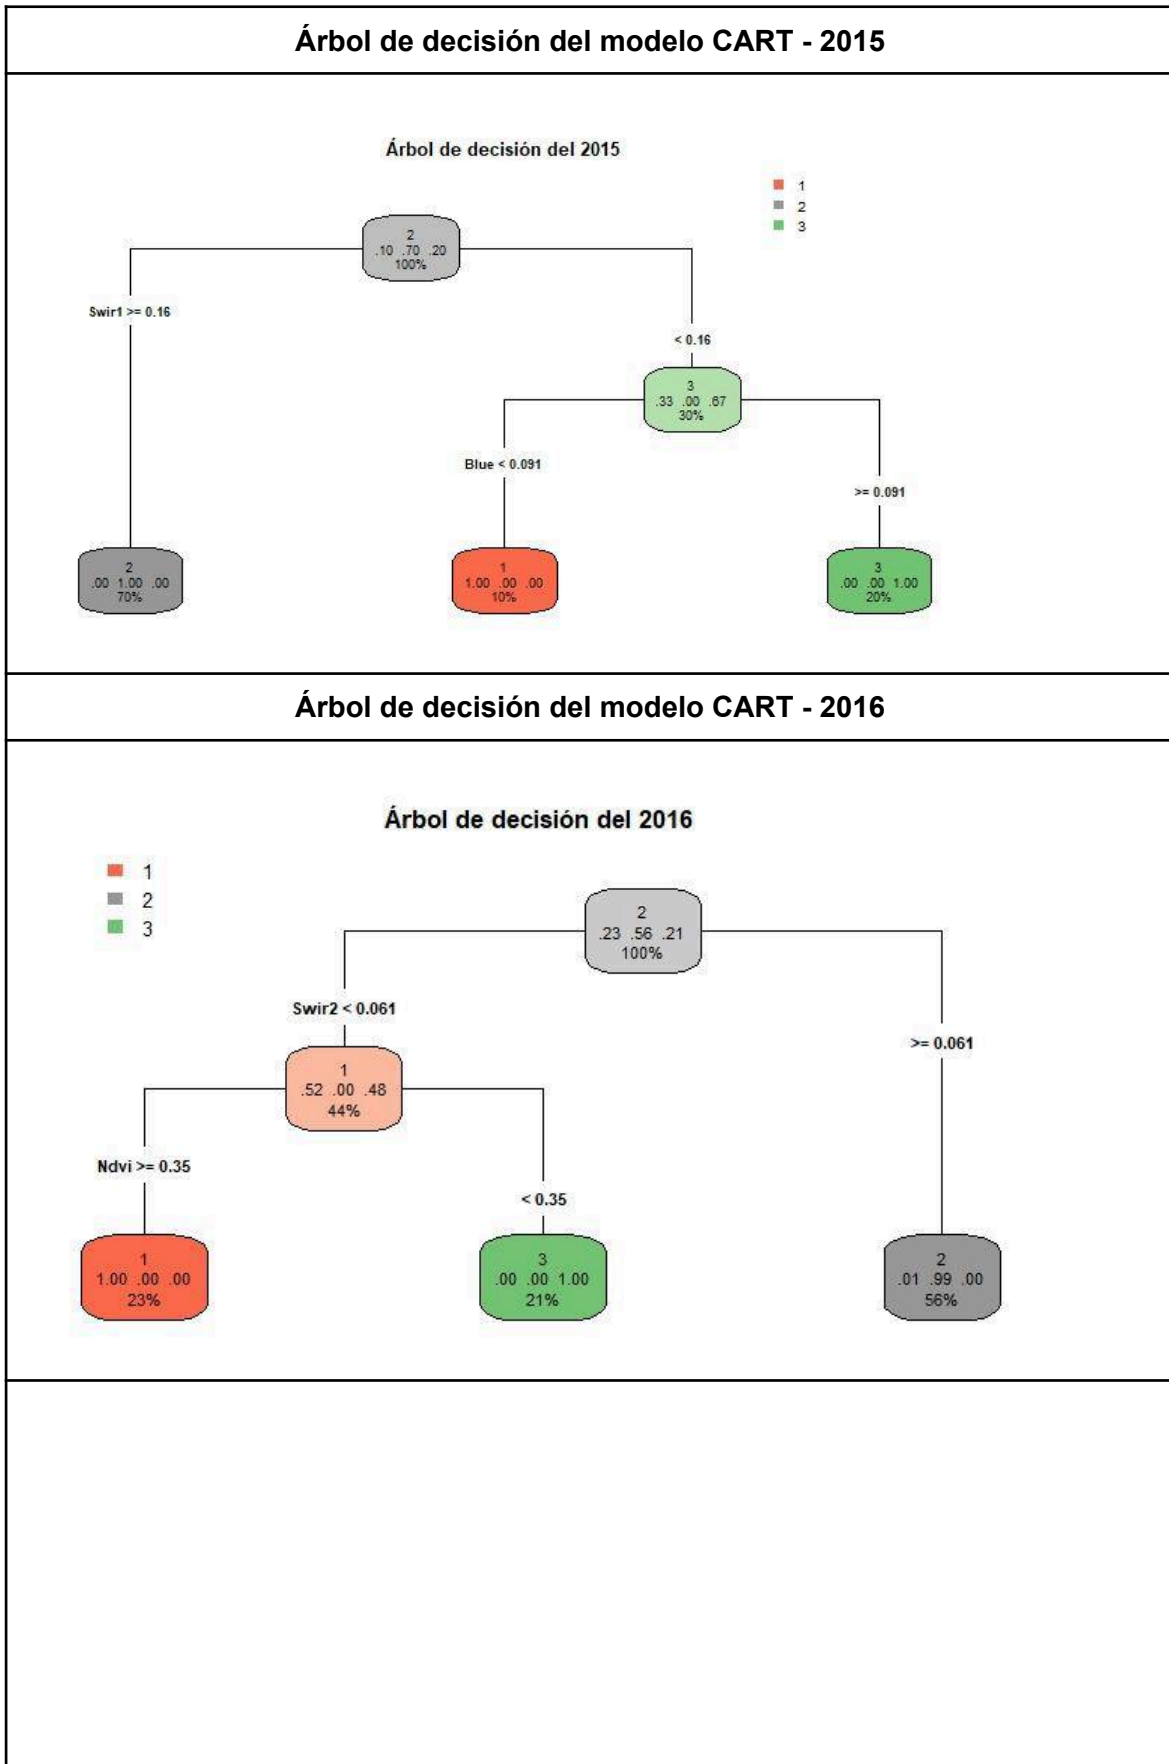 Árbol de decisión del modelo CART - 2015
Árbol de decisión del 2015
1
2
3
2
.10 .70 .20
100%
Swir1 >= 0.16
< 0.16
3
.33 .00 .67
30%
Blue < 0.091
>= 0.091
2
.00 1.00 .00
70%
1
1.00 .00 .00
10%
3
.00 .00 1.00
20%
Árbol de decisión del modelo CART - 2016
Árbol de decisión del 2016
1
2
3
2
.23 .56 .21
100%
Swir2 < 0.061
>= 0.061
1
.52 .00 .48
44%
Ndvi >= 0.35
< 0.35
1
1.00 .00 .00
23%
3
.00 .00 1.00
21%
2
.01 .99 .00
56%